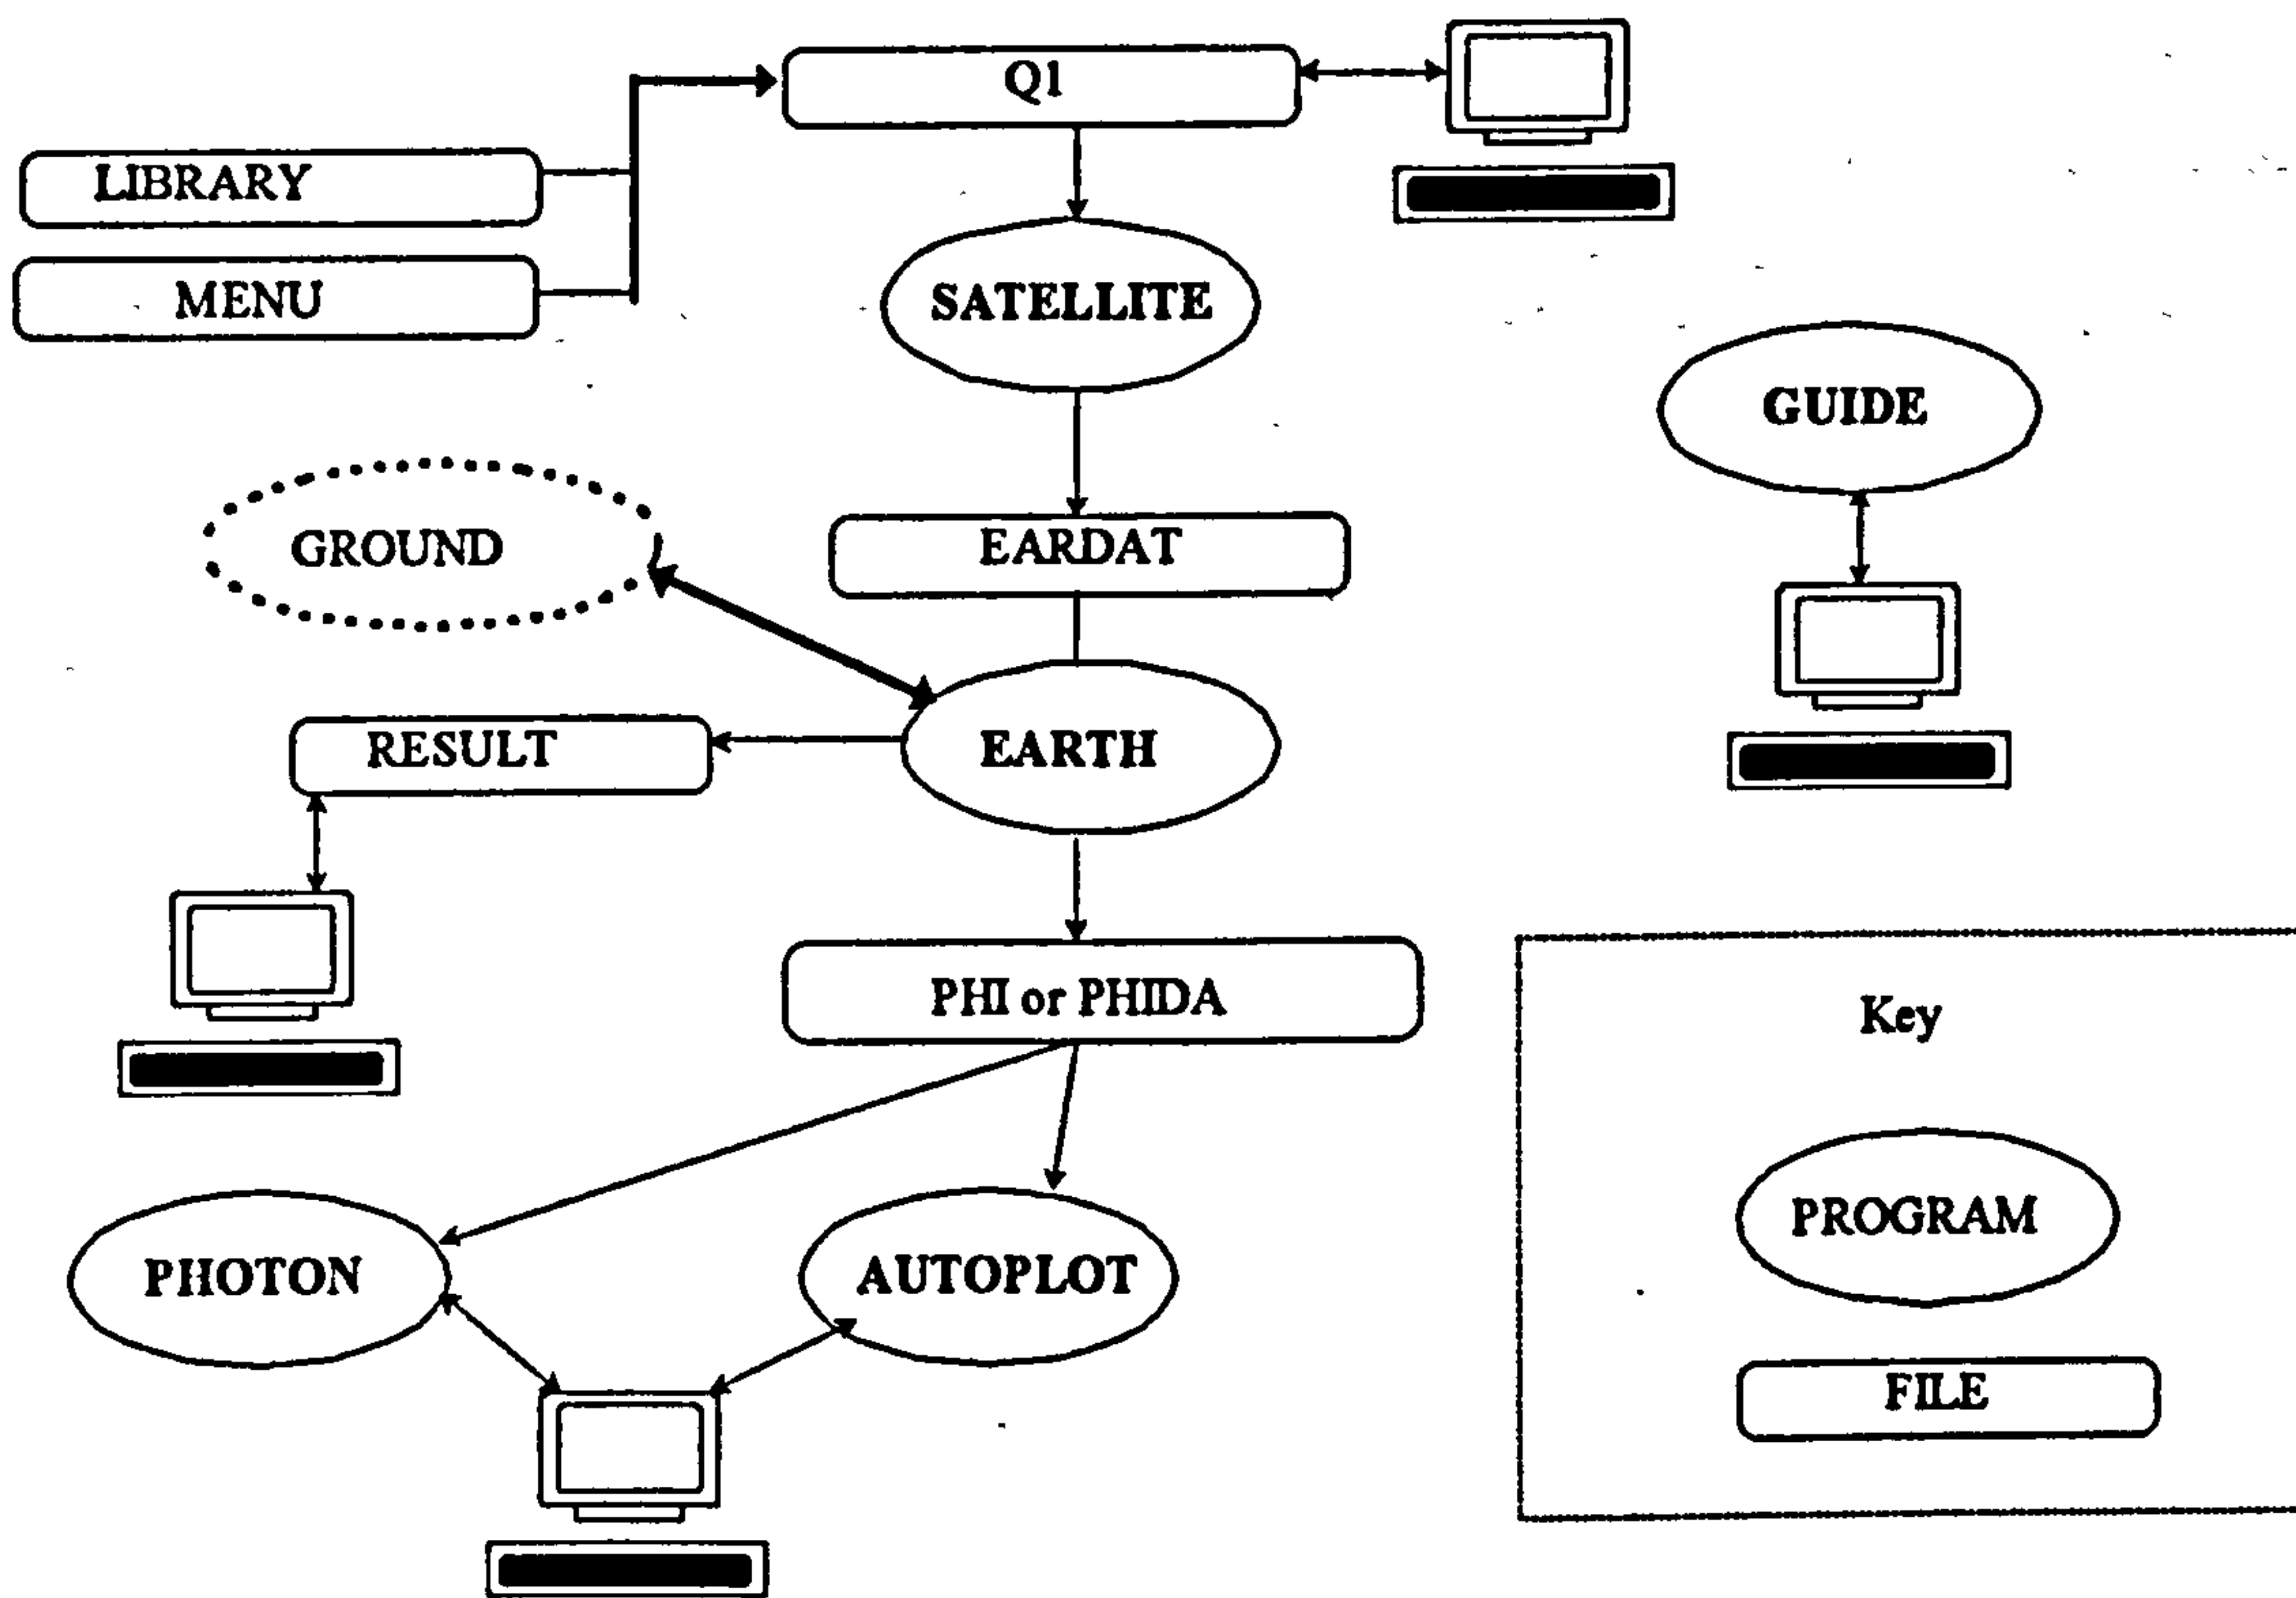 Q1
LIBRARY
MENU
SATELLITE
GUIDE
GROUND
EARDAT
RESULT
EARTH
PHI or PHIDA
Key
PHOTON
AUTOPLOT
PROGRAM
FILE